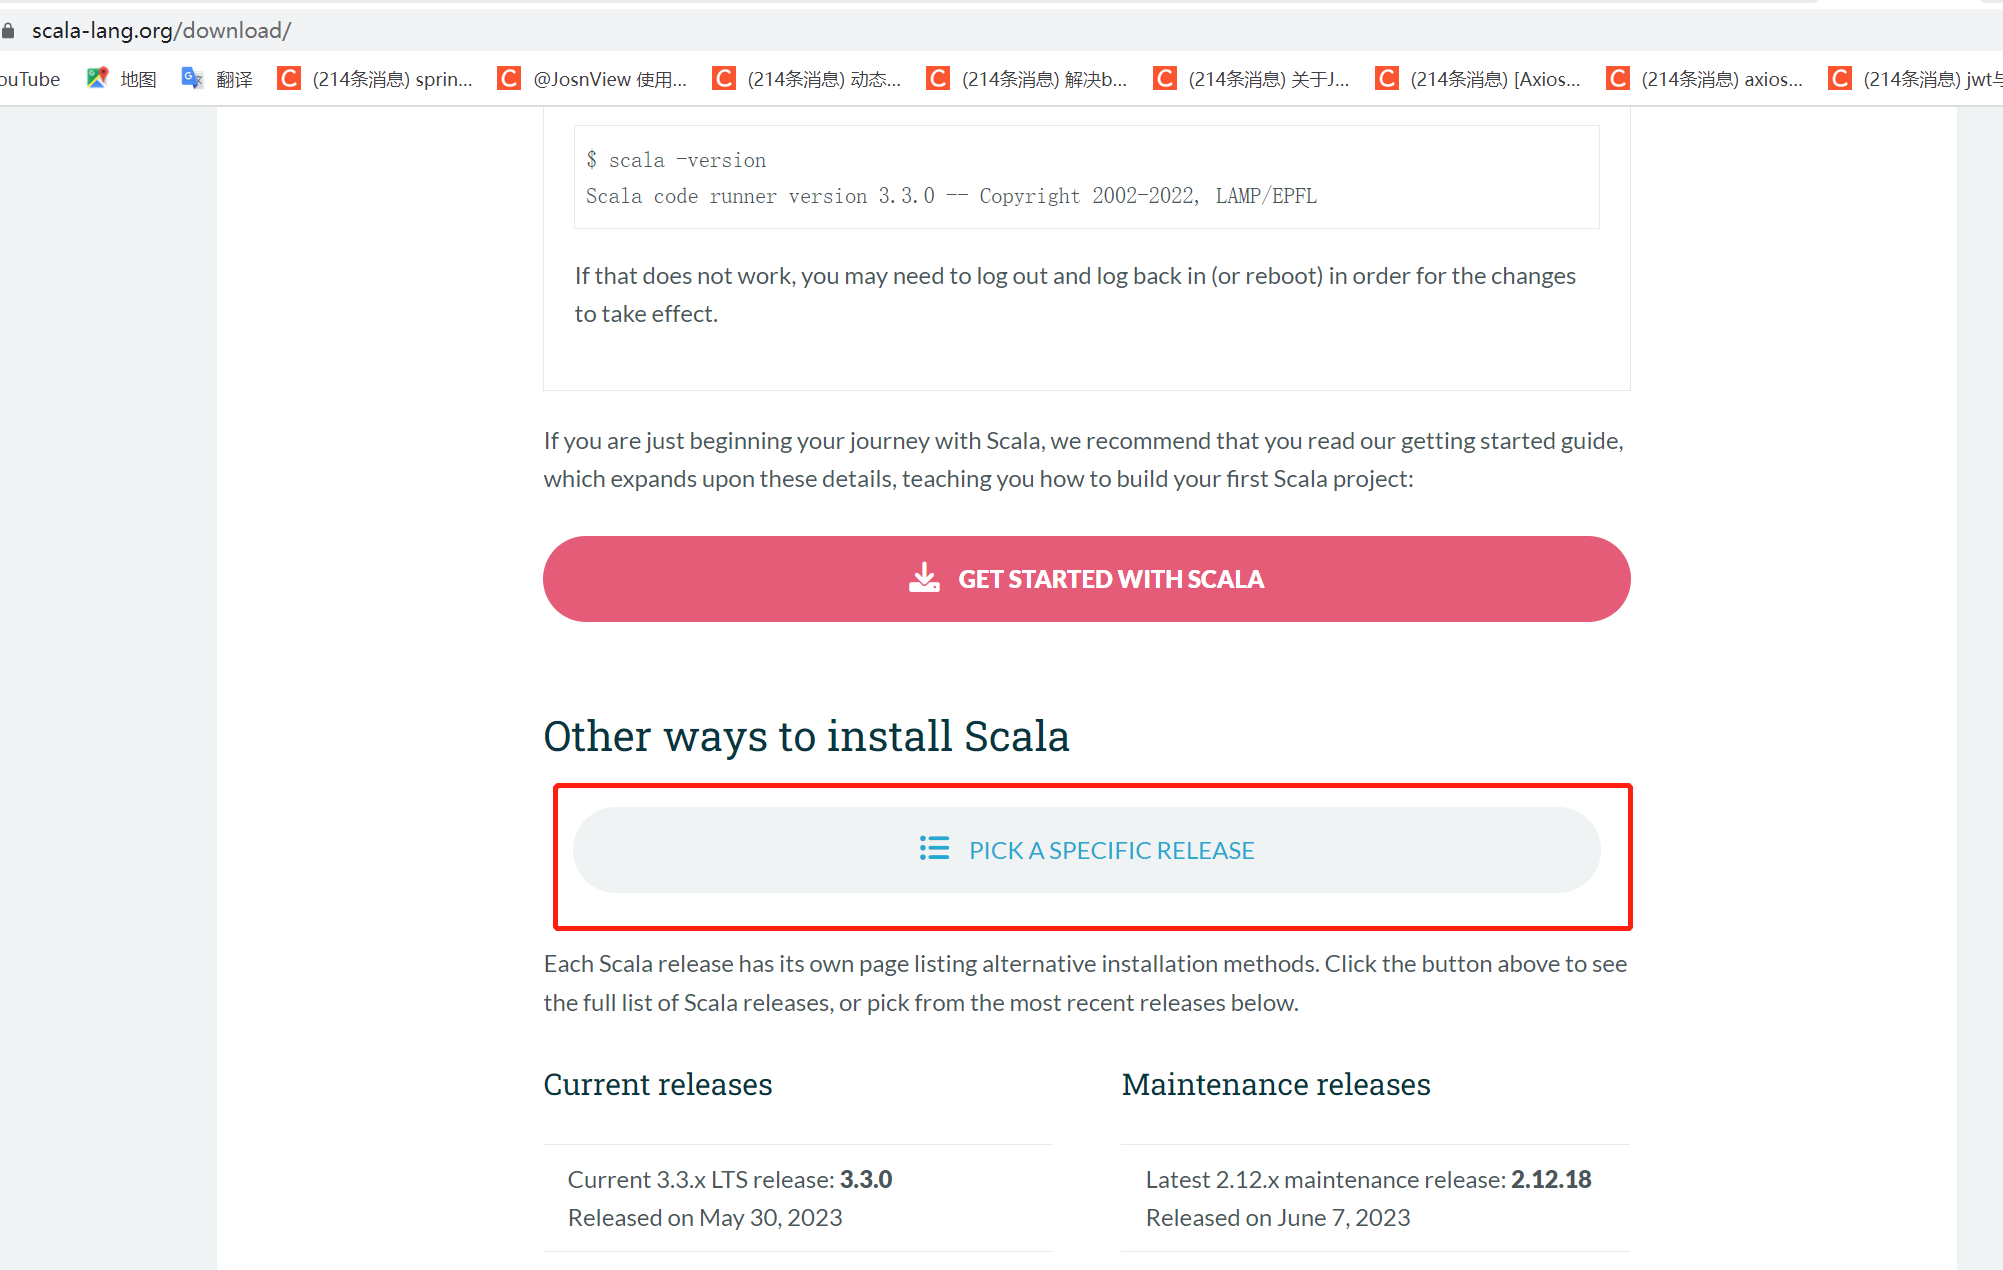 scala-lang.org/download/
ouTube 地图 翻译 (214条消息) sprin... @JosnView 使用... (214条消息) 动态... (214条消息) 解决b... (214条消息) 关于J... (214条消息) [Axios... (214条消息) axios... (214条消息) jwt与
$ scala -version
Scala code runner version 3.3.0 -- Copyright 2002-2022, LAMP/EPFL
If that does not work, you may need to log out and log back in (or reboot) in order for the changes
to take effect.
If you are just beginning your journey with Scala, we recommend that you read our getting started guide,
which expands upon these details, teaching you how to build your first Scala project:
GET STARTED WITH SCALA
Other ways to install Scala
PICK A SPECIFIC RELEASE
Each Scala release has its own page listing alternative installation methods. Click the button above to see
the full list of Scala releases, or pick from the most recent releases below.
Current releases
Current 3.3.x LTS release: 3.3.0
Released on May 30, 2023
Maintenance releases
Latest 2.12.x maintenance release: 2.12.18
Released on June 7, 2023